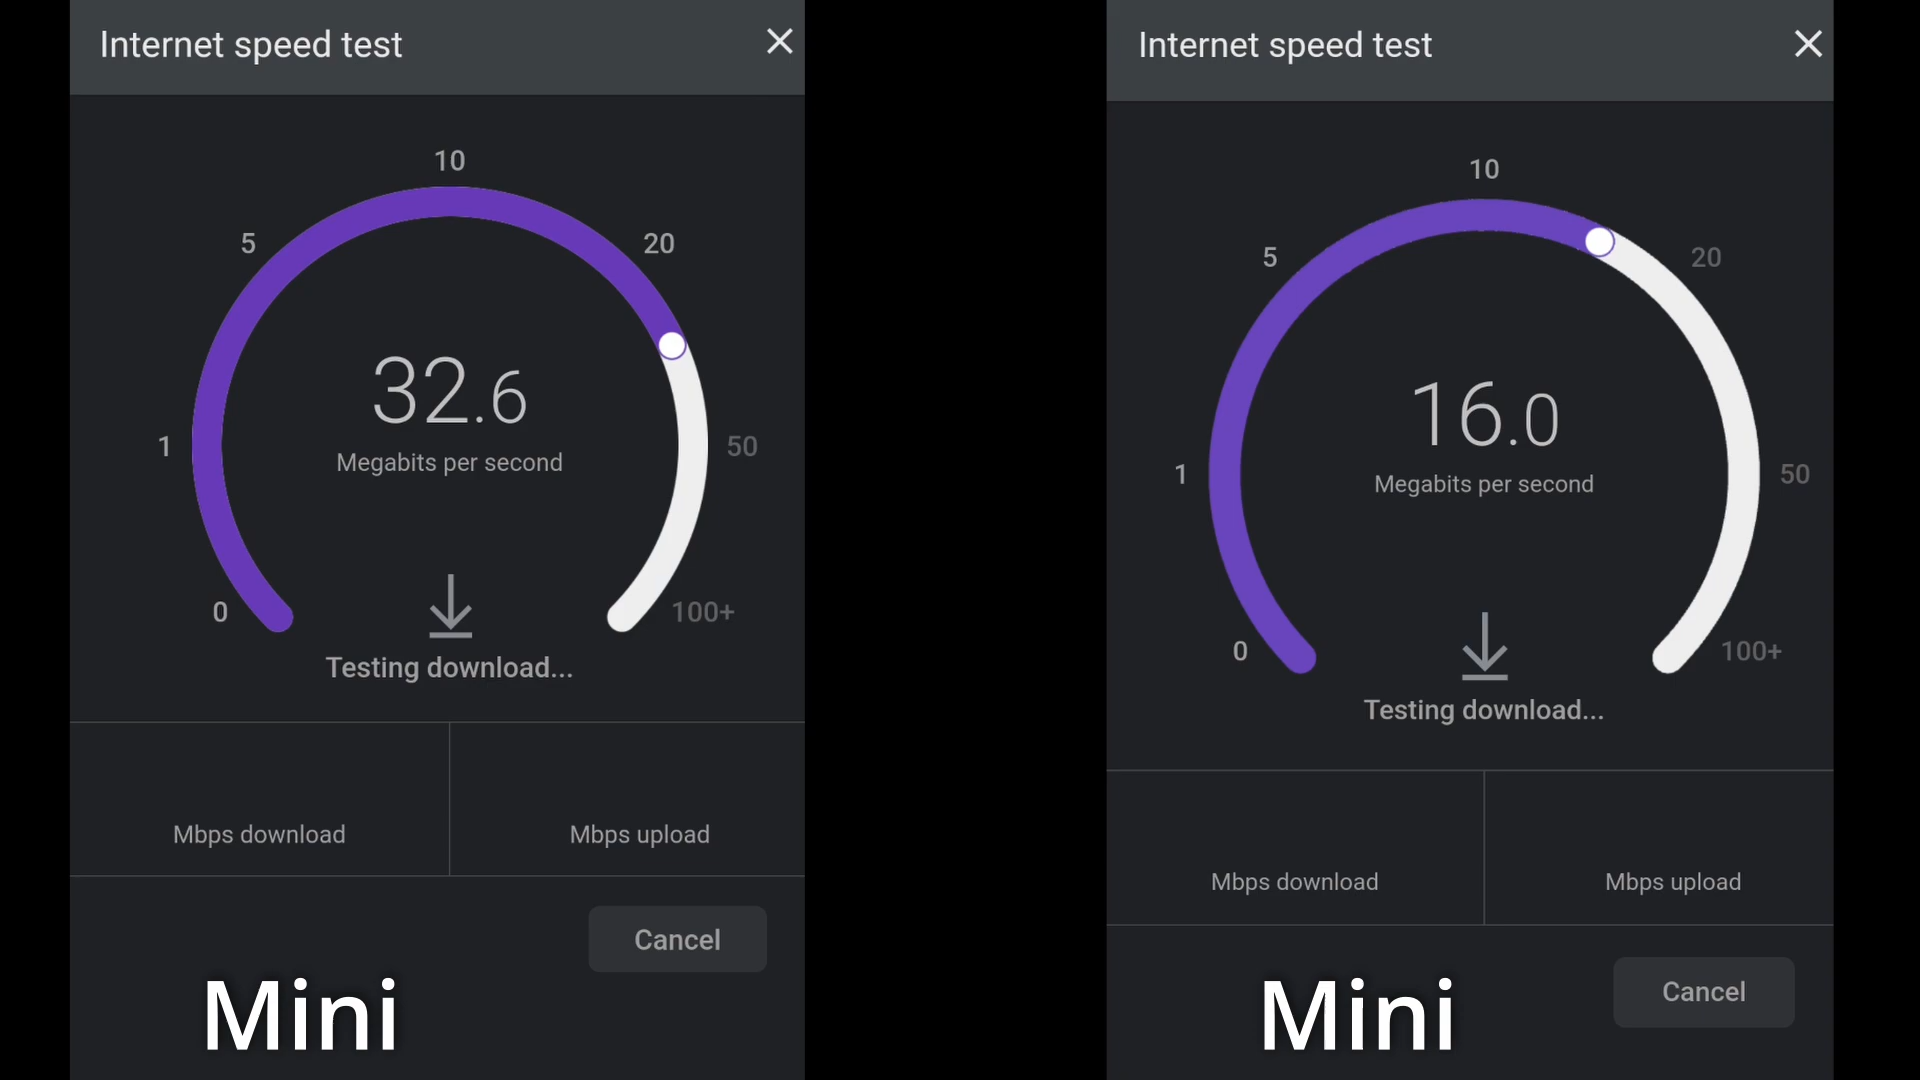 Internet speed test
10
5
20
32.6
1
50
Megabits per second
0
100+
Testing download...
Mbps download
Mbps upload
Cancel
Mini
Internet speed test
10
5
20
16.0
1
50
Megabits per second
0
100+
Testing download...
Mbps download
Mbps upload
Cancel
Mini